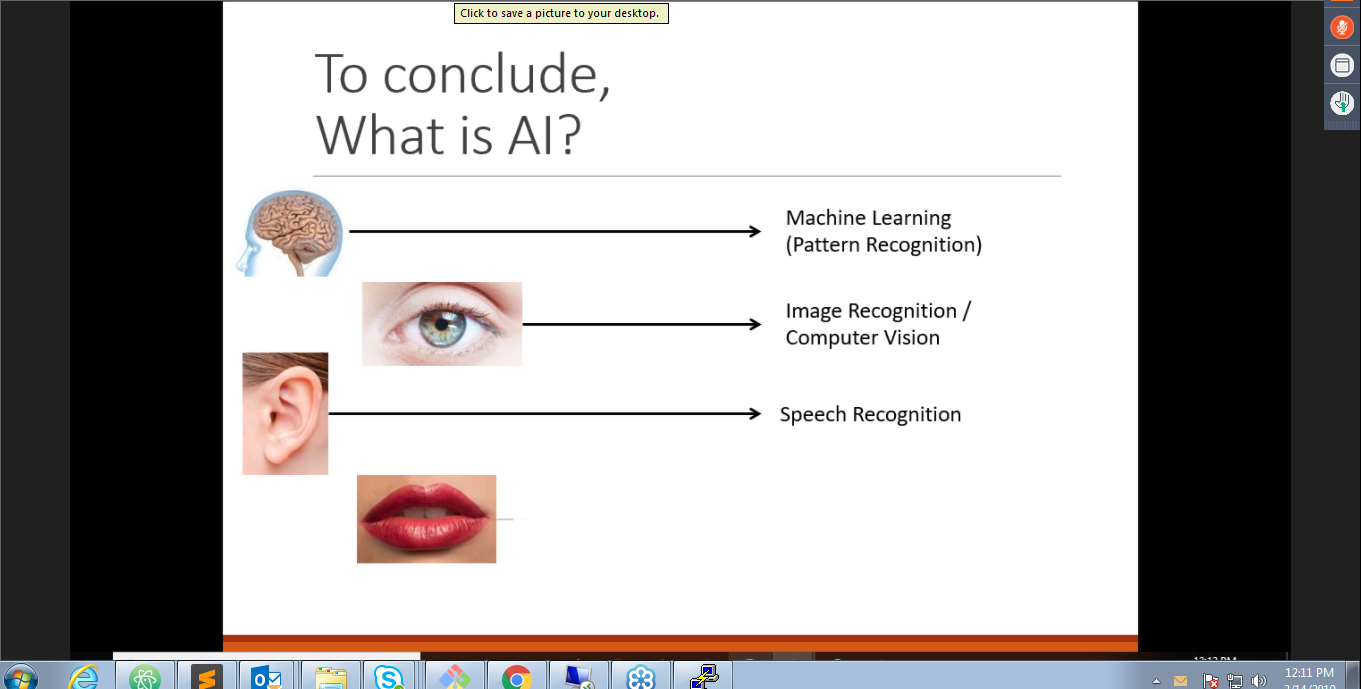 Click to save a picture to your desktop.
To conclude,
What is AI?
Machine Learning
(Pattern Recognition)
Image Recognition /
Computer Vision
Speech Recognition
12:11 PM